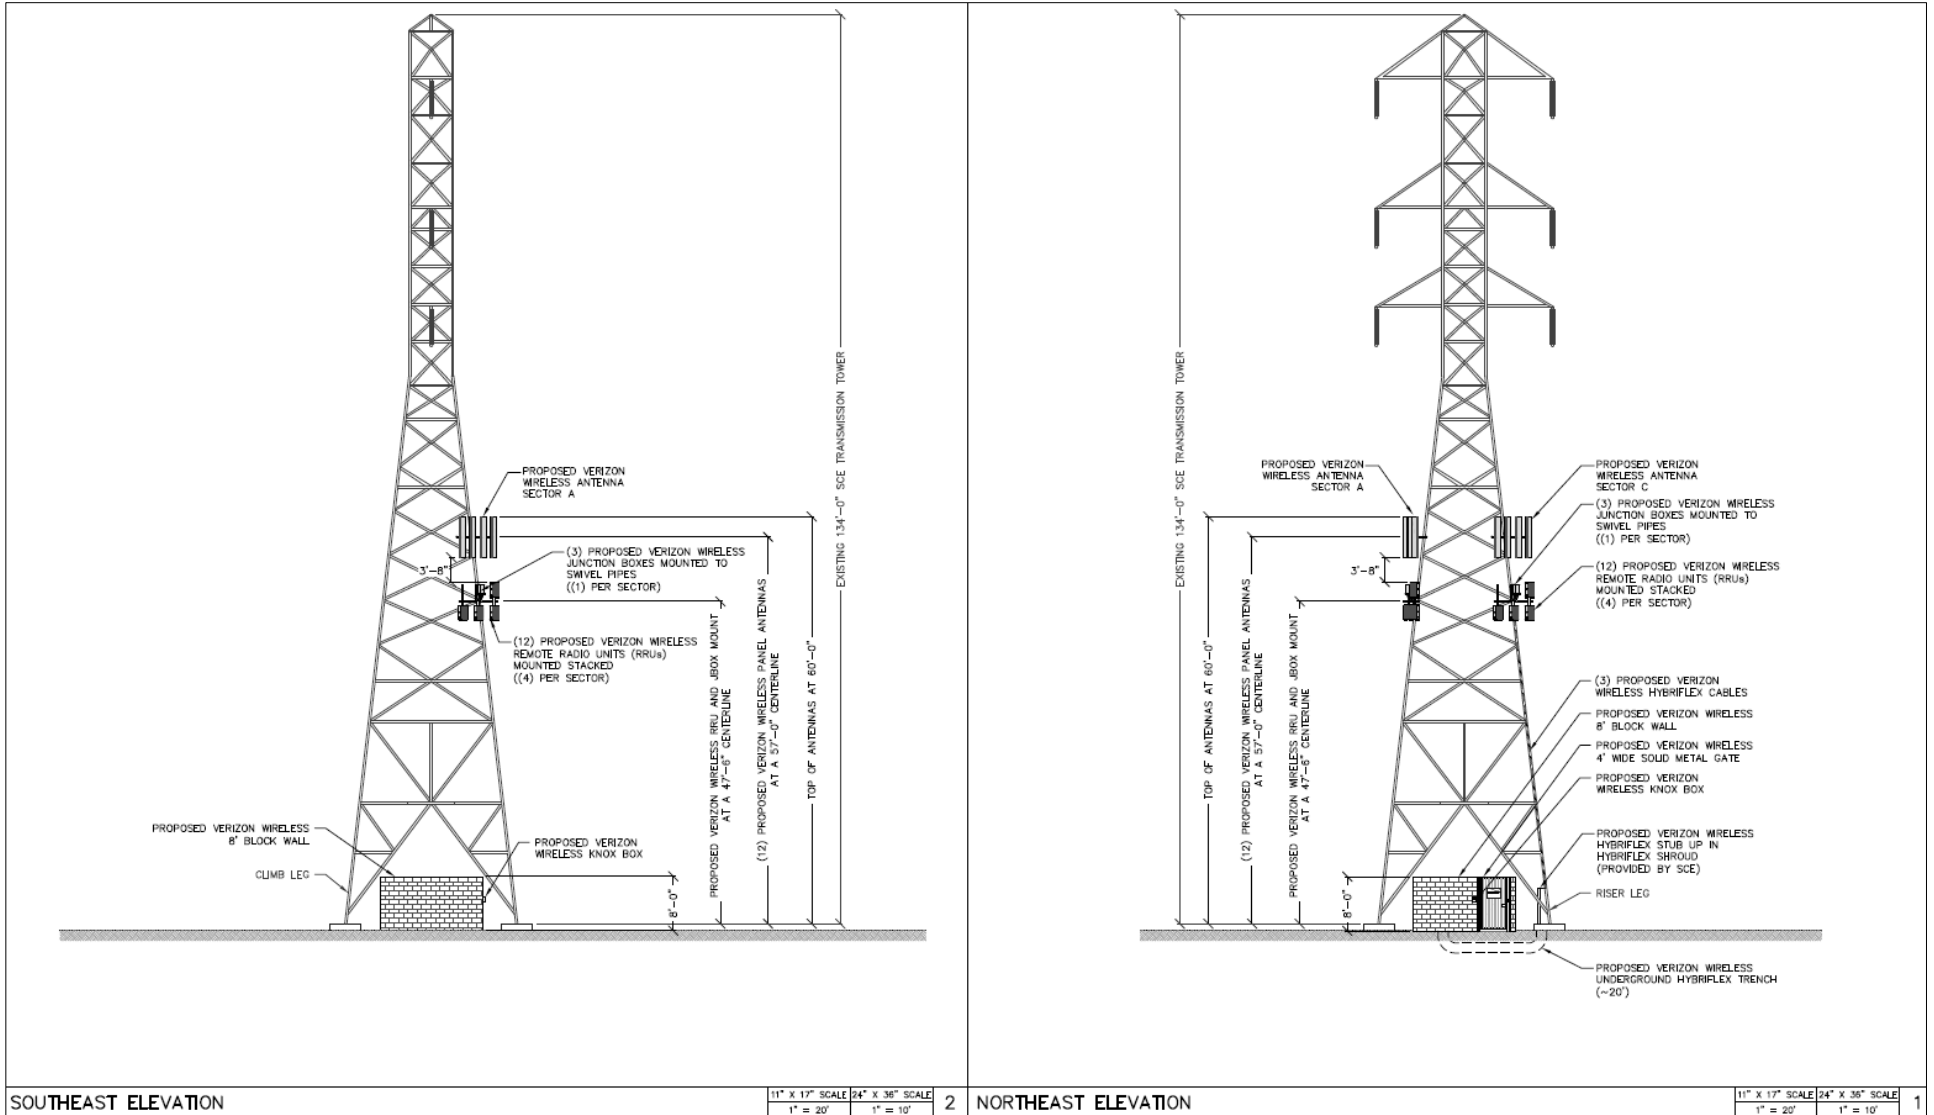 EXISTING 134'-0" SCE TRANSMISSION TOWER
PROPOSED VERIZON
WIRELESS ANTENNA
SECTOR A
(3) PROPOSED VERIZON WIRELESS
JUNCTION BOXES MOUNTED TO
SWIVEL PIPES
((1) PER SECTOR)
3'-8"
(12) PROPOSED VERIZON WIRELESS
REMOTE RADIO UNITS (RRUs)
MOUNTED STACKED
((4) PER SECTOR)
PROPOSED VERIZON WIRELESS RRU AND JBOX MOUNT
AT A 47'-6" CENTERLINE
(12) PROPOSED VERIZON WIRELESS PANEL ANTENNAS
AT A 57'-0" CENTERLINE
TOP OF ANTENNAS AT 60'-0"
PROPOSED VERIZON WIRELESS
8' BLOCK WALL
PROPOSED VERIZON
WIRELESS KNOX BOX
CLIMB LEG
8'-0"
SOUTHEAST ELEVATION
11" X 17" SCALE
1" = 20'
24" X 36" SCALE
1" = 10'
2
EXISTING 134'-0" SCE TRANSMISSION TOWER
PROPOSED VERIZON
WIRELESS ANTENNA
SECTOR A
PROPOSED VERIZON
WIRELESS ANTENNA
SECTOR C
(3) PROPOSED VERIZON WIRELESS
JUNCTION BOXES MOUNTED TO
SWIVEL PIPES
((1) PER SECTOR)
3'-8"
(12) PROPOSED VERIZON WIRELESS
REMOTE RADIO UNITS (RRUs)
MOUNTED STACKED
((4) PER SECTOR)
TOP OF ANTENNAS AT 60'-0"
(12) PROPOSED VERIZON WIRELESS PANEL ANTENNAS
AT A 57'-0" CENTERLINE
PROPOSED VERIZON WIRELESS RRU AND JBOX MOUNT
AT A 47'-6" CENTERLINE
(3) PROPOSED VERIZON
WIRELESS HYBRIFLEX CABLES
PROPOSED VERIZON WIRELESS
8' BLOCK WALL
PROPOSED VERIZON WIRELESS
4' WIDE SOLID METAL GATE
PROPOSED VERIZON
WIRELESS KNOX BOX
PROPOSED VERIZON WIRELESS
HYBRIFLEX STUB UP IN
HYBRIFLEX SHROUD
(PROVIDED BY SCE)
RISER LEG
8'-0"
PROPOSED VERIZON WIRELESS
UNDERGROUND HYBRIFLEX TRENCH
(~20')
NORTHEAST ELEVATION
11" X 17" SCALE
1" = 20'
24" X 36" SCALE
1" = 10'
1